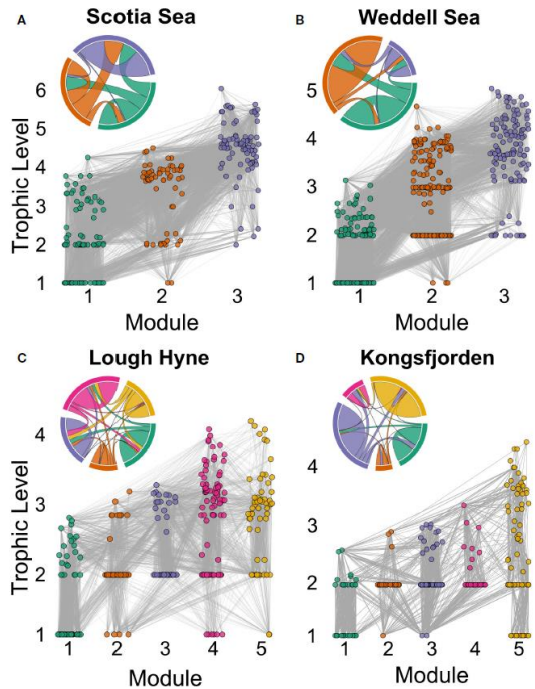 A
Scotia Sea
Trophic Level
6
5
4
3
2
1
1 2 3
Module
B
Weddell Sea
5
4
3
2
1
1 2 3
Module
C
Lough Hyne
Trophic Level
4
3
2
1
1 2 3 4 5
Module
D
Kongsfjorden
4
3
2
1
1 2 3 4 5
Module